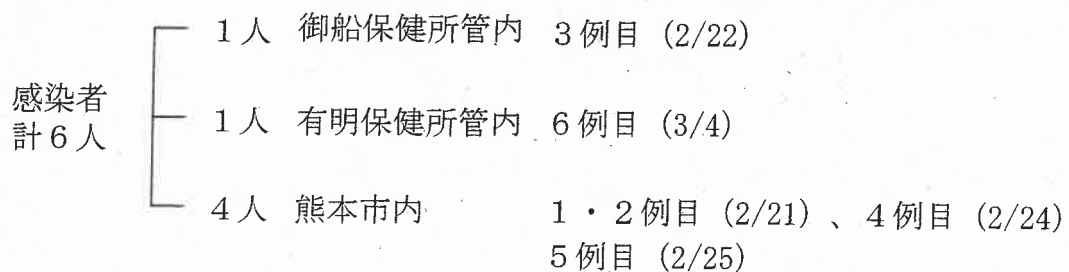 感染者
計6人
1人 御船保健所管内 3例目 (2/22)
1人 有明保健所管内 6例目 (3/4)
4人 熊本市内 1・2例目 (2/21)、4例目 (2/24)
5例目 (2/25)